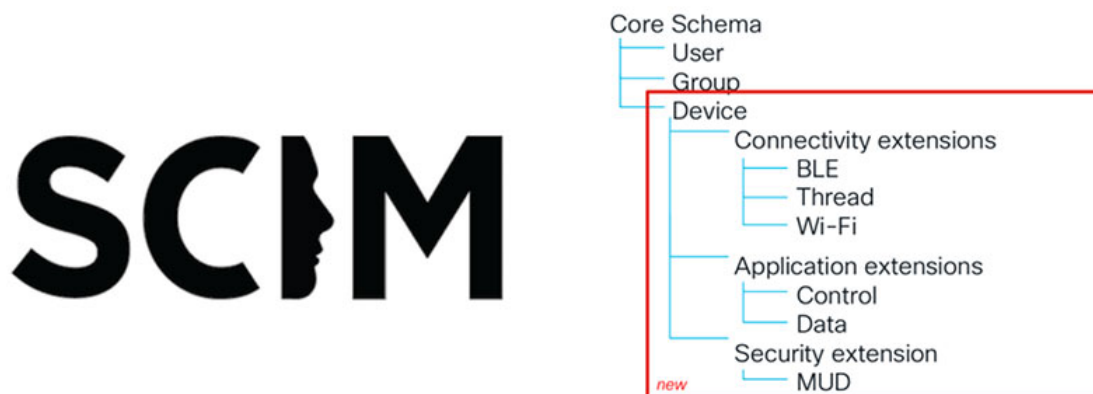 SCIM
Core Schema
User
Group
Device
Connectivity extensions
BLE
Thread
Wi-Fi
Application extensions
Control
Data
Security extension
MUD
new